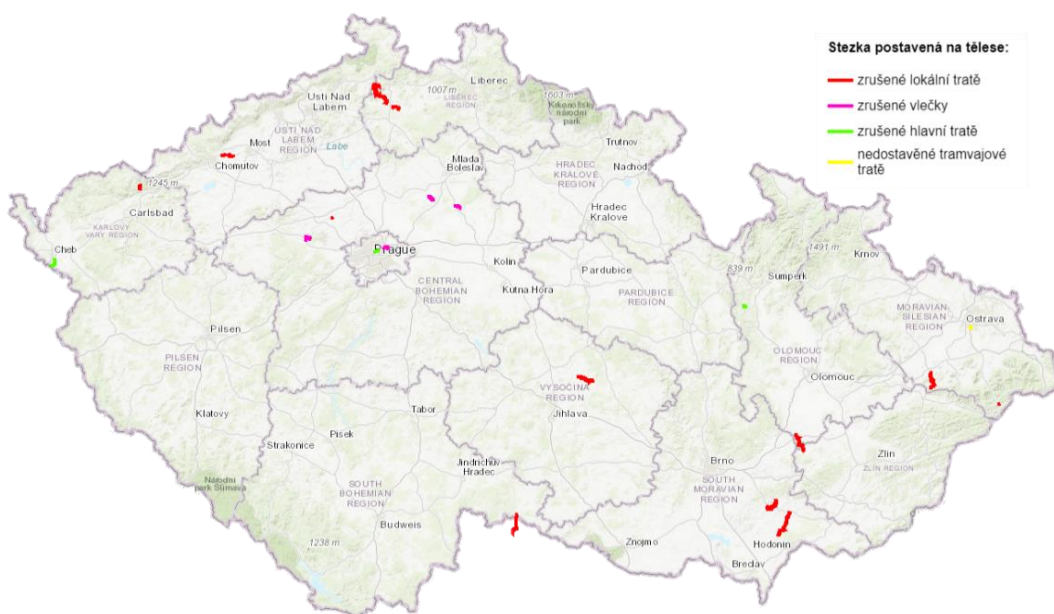 Stezka postavená na tělese:
zrušené lokální tratě
zrušené vlečky
zrušené hlavní tratě
nedostavěné tramvajové
tratě
Liberec
1007 m
LIBEREC
REGION
1603 m
Krkonošský
národní
park
Usti Nad
Labem
ÚSTÍ NAD
LABEM
REGION
Most
Labe
Chomutov
Trutnov
Nachod
HRADEC
KRALOVÉ
REGION
Mlada
Boleslav
1245 m
Carlsbad
KARLOVY
VARY REGION
Cheb
Hradec
Kralove
Prague
Kolin
Pardubice
Kutna Hora
CENTRAL
BOHEMIAN
REGION
PARDUBICE
REGION
839 m
Sumperk
1491 m
Krnov
MORAVIAN-
SILESIAN
REGION
Ostrava
Pilsen
PILSEN
REGION
OLOMOUC
REGION
Olomouc
VYSOČINA
REGION
Jihlava
Klatovy
Tabor
Pisek
Strakonice
Jindrichuv
Hradec
Národní
park Šumava
SOUTH
BOHEMIAN
REGION
Budweis
1238 m
Brno
SOUTH
MORAVIAN
REGION
Zlin
ZLÍN REGION
Znojmo
Hodonin
Breclav